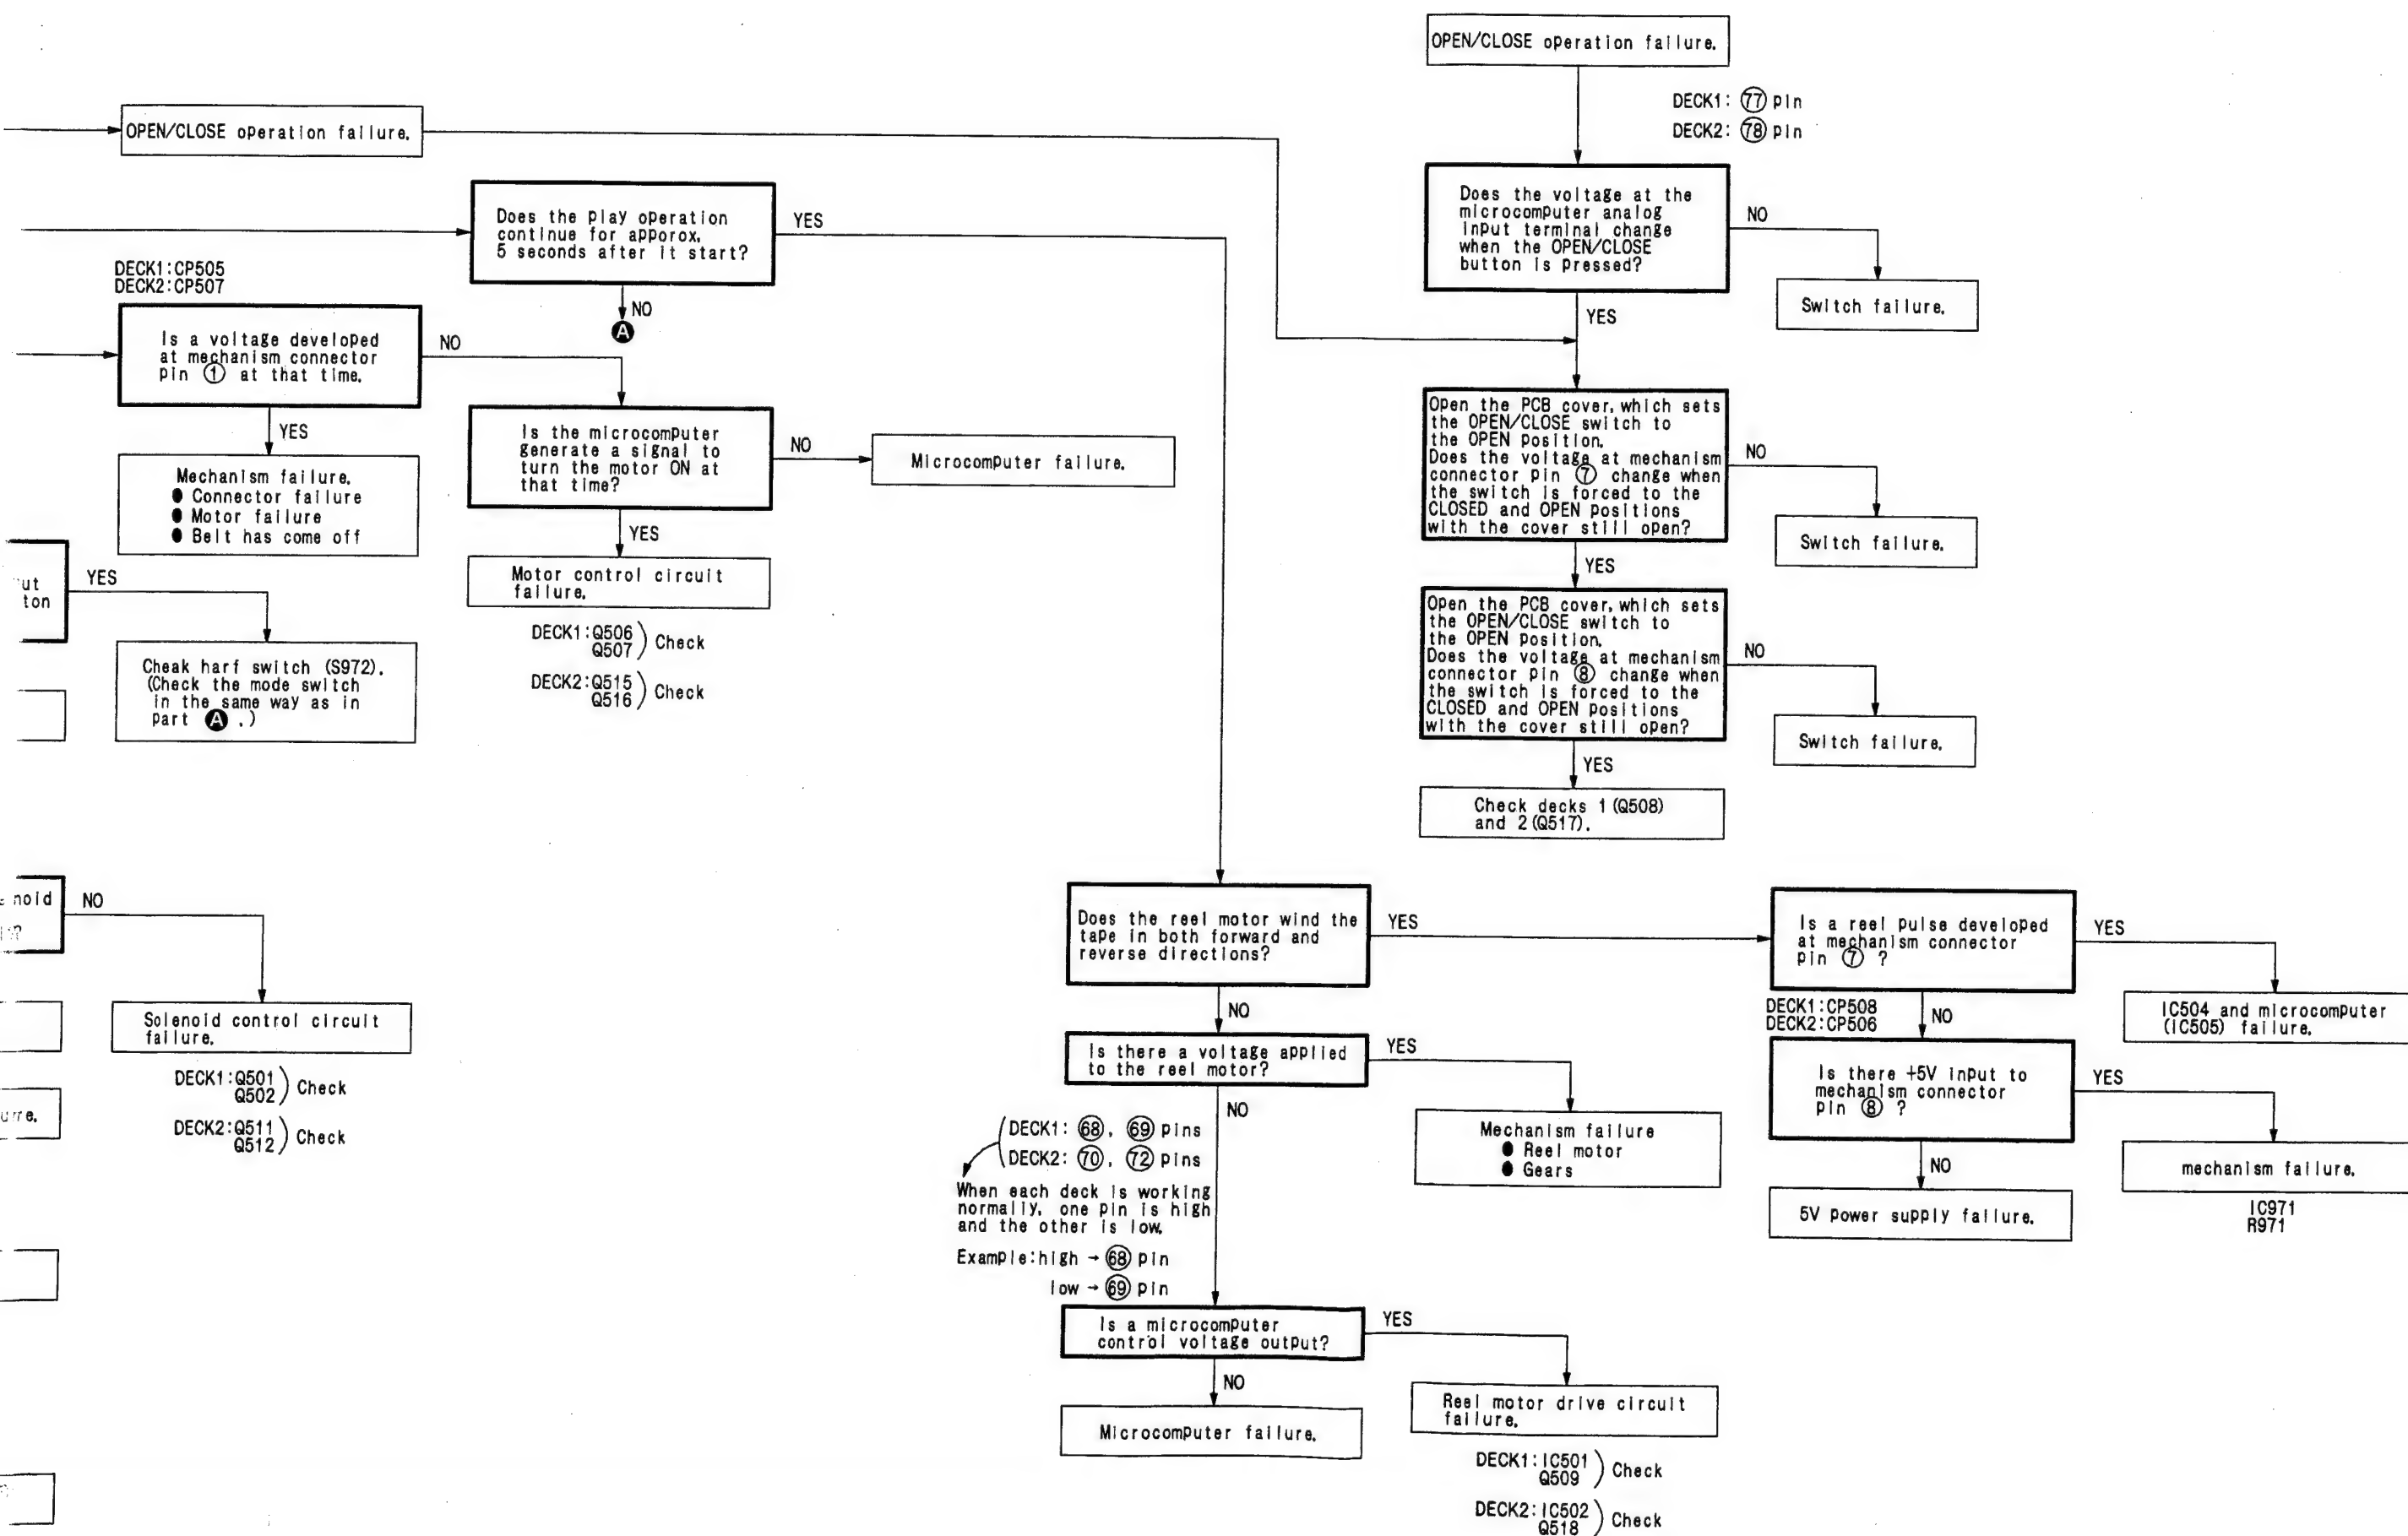 OPEN/CLOSE operation failure.
DECK1: 77 pin
DECK2: 78 pin
OPEN/CLOSE operation failure.
Does the voltage at the
microcomputer analog
input terminal change
when the OPEN/CLOSE
button is pressed?
NO
Switch failure.
YES
Does the play operation
continue for apporox.
5 seconds after it start?
YES
NO
A
DECK1:CP505
DECK2:CP507
Is a voltage developed
at mechanism connector
pin ① at that time.
NO
YES
Mechanism failure.
● Connector failure
● Motor failure
● Belt has come off
Is the microcomputer
generate a signal to
turn the motor ON at
that time?
NO
Microcomputer failure.
YES
Motor control circuit
failure.
DECK1:Q506
Q507 ) Check
DECK2:Q515
Q516 ) Check
Open the PCB cover, which sets
the OPEN/CLOSE switch to
the OPEN position.
Does the voltage at mechanism
connector pin ⑦ change when
the switch is forced to the
CLOSED and OPEN positions
with the cover still open?
NO
Switch failure.
YES
Open the PCB cover, which sets
the OPEN/CLOSE switch to
the OPEN position.
Does the voltage at mechanism
connector pin ⑧ change when
the switch is forced to the
CLOSED and OPEN positions
with the cover still open?
NO
Switch failure.
YES
Check decks 1 (Q508)
and 2 (Q517).
ut
ton
YES
Cheak harf switch (S972).
(Check the mode switch
in the same way as in
part A .)
noid
NO
Solenoid control circuit
failure.
DECK1:Q501
Q502 ) Check
DECK2:Q511
Q512 ) Check
Does the reel motor wind the
tape in both forward and
reverse directions?
YES
NO
Is a reel pulse developed
at mechanism connector
pin ⑦ ?
YES
IC504 and microcomputer
(IC505) failure.
DECK1:CP508
DECK2:CP506
NO
Is there +5V input to
mechanism connector
pin ⑧ ?
YES
mechanism failure.
IC971
R971
NO
5V power supply failure.
Is there a voltage applied
to the reel motor?
YES
Mechanism failure
● Reel motor
● Gears
NO
(DECK1: 68, 69 pins
(DECK2: 70, 72 pins
When each deck is working
normally, one pin is high
and the other is low.
Example:high → 68 pin
low → 69 pin
Is a microcomputer
control voltage output?
YES
NO
Microcomputer failure.
Reel motor drive circuit
failure.
DECK1:IC501
Q509 ) Check
DECK2:IC502
Q518 ) Check